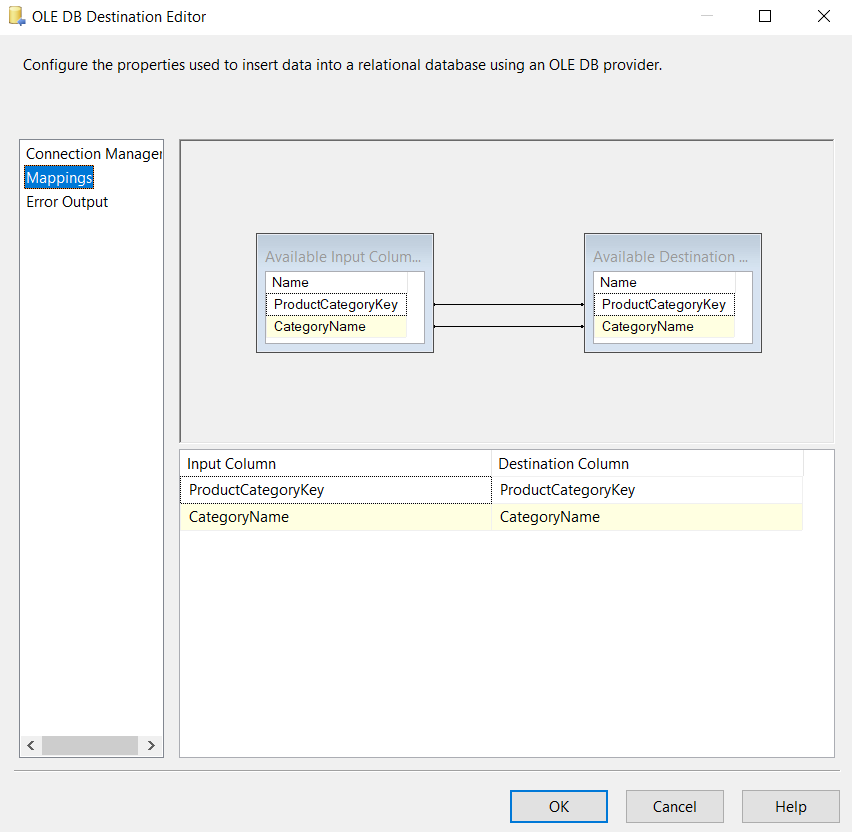 OLE DB Destination Editor
Configure the properties used to insert data into a relational database using an OLE DB provider.
Connection Manager
Mappings
Error Output
Available Input Colum...
Name
ProductCategoryKey
CategoryName
Available Destination ...
Name
ProductCategoryKey
CategoryName
Input Column Destination Column
ProductCategoryKey ProductCategoryKey
CategoryName CategoryName
OK Cancel Help